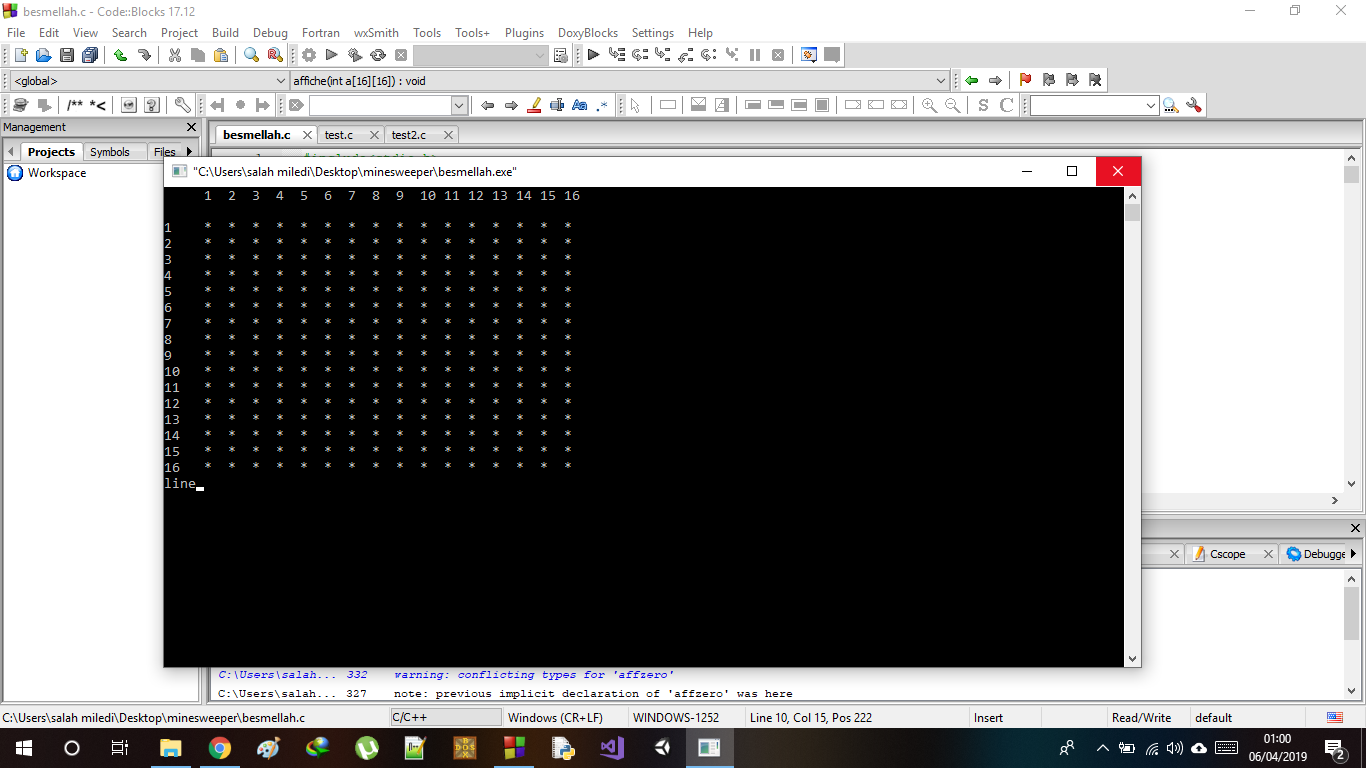 besmellah.c - Code::Blocks 17.12
File Edit View Search Project Build Debug Fortran wxSmith Tools Tools+ Plugins DoxyBlocks Settings Help
<global> affiche(int a[16][16]) : void
/** *<
Management
Projects Symbols Files
Workspace
besmellah.c test.c test2.c
"C:\Users\salah miledi\Desktop\minesweeper\besmellah.exe"
1 2 3 4 5 6 7 8 9 10 11 12 13 14 15 16
1 * * * * * * * * * * * * * * * *
2 * * * * * * * * * * * * * * * *
3 * * * * * * * * * * * * * * * *
4 * * * * * * * * * * * * * * * *
5 * * * * * * * * * * * * * * * *
6 * * * * * * * * * * * * * * * *
7 * * * * * * * * * * * * * * * *
8 * * * * * * * * * * * * * * * *
9 * * * * * * * * * * * * * * * *
10 * * * * * * * * * * * * * * * *
11 * * * * * * * * * * * * * * * *
12 * * * * * * * * * * * * * * * *
13 * * * * * * * * * * * * * * * *
14 * * * * * * * * * * * * * * * *
15 * * * * * * * * * * * * * * * *
16 * * * * * * * * * * * * * * * *
line
Cscope Debugge
C:\Users\salah... 332 warning: conflicting types for 'affzero'
C:\Users\salah... 327 note: previous implicit declaration of 'affzero' was here
C:\Users\salah miledi\Desktop\minesweeper\besmellah.c C/C++ Windows (CR+LF) WINDOWS-1252 Line 10, Col 15, Pos 222 Insert Read/Write default
01:00
06/04/2019
2